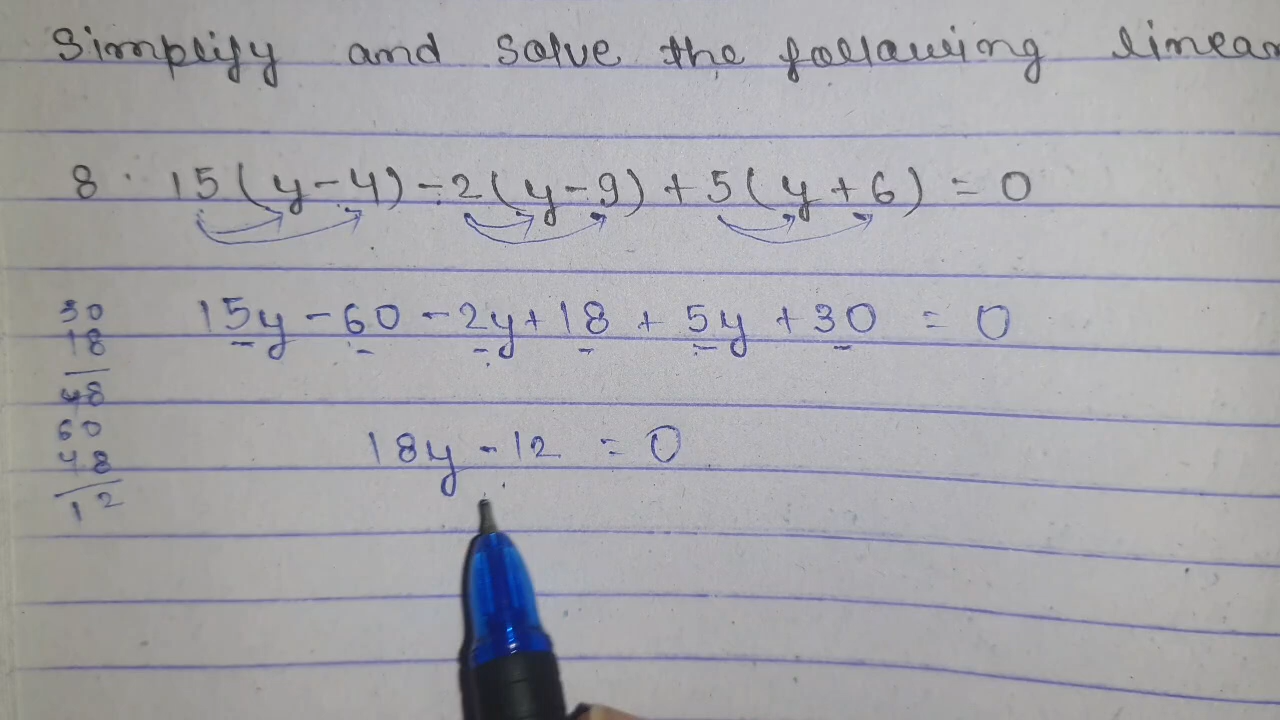 Simplify and solve the following linear
8. 15(y-4) -2(y-9) +5(y+6) = 0
30 15y - 60 - 2y + 18 + 5y + 30 = 0
18
48
60 18y - 12 = 0
48
12